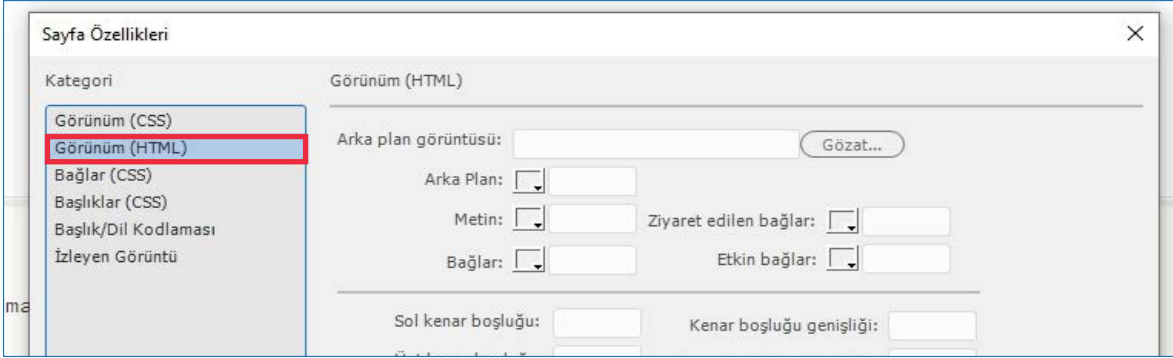 Sayfa Özellikleri
Kategori
Görünüm (CSS)
Görünüm (HTML)
Bağlar (CSS)
Başlıklar (CSS)
Başlık/Dil Kodlaması
İzleyen Görüntü
Görünüm (HTML)
Arka plan görüntüsü: Gözat...
Arka Plan:
Metin: Ziyaret edilen bağlar:
Bağlar: Etkin bağlar:
Sol kenar boşluğu: Kenar boşluğu genişliği:
ma